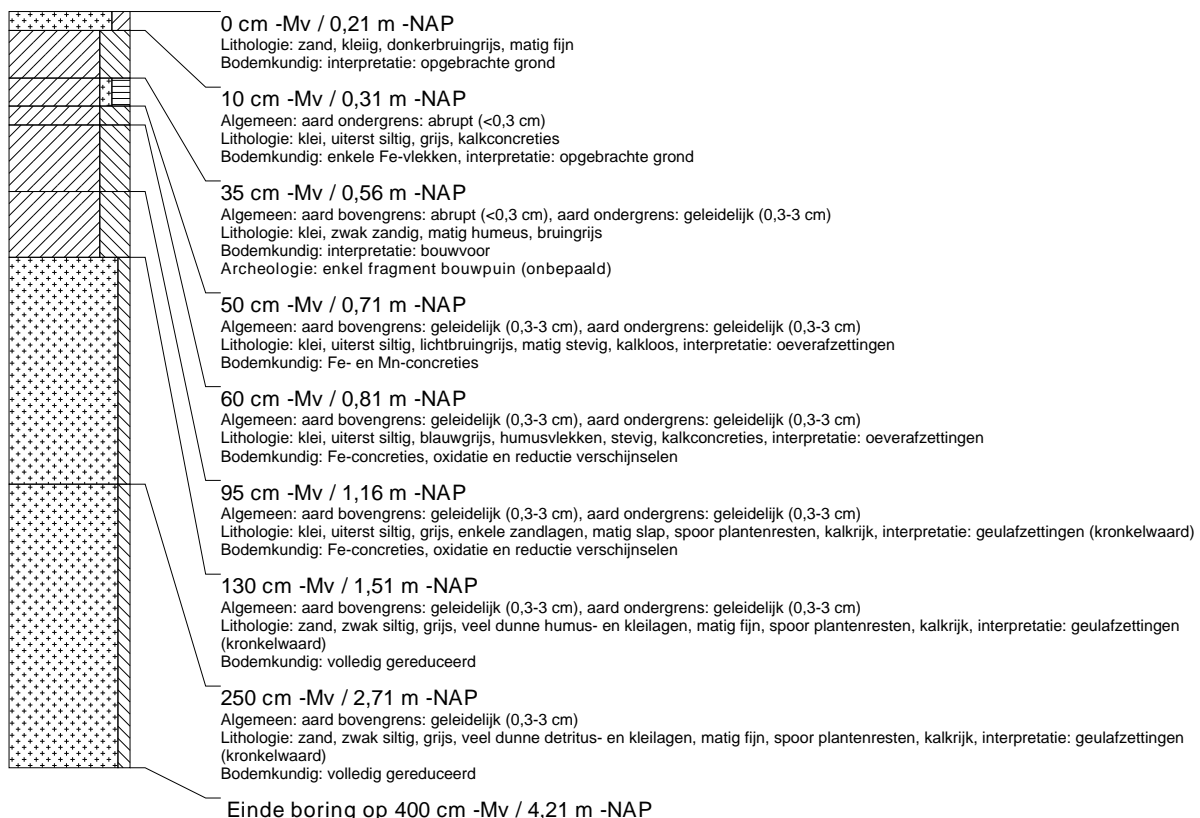 0 cm -Mv / 0,21 m -NAP
Lithologie: zand, kleiig, donkerbruingrijs, matig fijn
Bodemkundig: interpretatie: opgebrachte grond
10 cm -Mv / 0,31 m -NAP
Algemeen: aard ondergrens: abrupt (<0,3 cm)
Lithologie: klei, uiterst siltig, grijs, kalkconcreties
Bodemkundig: enkele Fe-vlekken, interpretatie: opgebrachte grond
35 cm -Mv / 0,56 m -NAP
Algemeen: aard bovengrens: abrupt (<0,3 cm), aard ondergrens: geleidelijk (0,3-3 cm)
Lithologie: klei, zwak zandig, matig humeus, bruingrijs
Bodemkundig: interpretatie: bouwvoor
Archeologie: enkel fragment bouwpuin (onbepaald)
50 cm -Mv / 0,71 m -NAP
Algemeen: aard bovengrens: geleidelijk (0,3-3 cm), aard ondergrens: geleidelijk (0,3-3 cm)
Lithologie: klei, uiterst siltig, lichtbruingrijs, matig stevig, kalkloos, interpretatie: oeverafzettingen
Bodemkundig: Fe- en Mn-concreties
60 cm -Mv / 0,81 m -NAP
Algemeen: aard bovengrens: geleidelijk (0,3-3 cm), aard ondergrens: geleidelijk (0,3-3 cm)
Lithologie: klei, uiterst siltig, blauwgrijs, humusvlekken, stevig, kalkconcreties, interpretatie: oeverafzettingen
Bodemkundig: Fe-concreties, oxidatie en reductie verschijnselen
95 cm -Mv / 1,16 m -NAP
Algemeen: aard bovengrens: geleidelijk (0,3-3 cm), aard ondergrens: geleidelijk (0,3-3 cm)
Lithologie: klei, uiterst siltig, grijs, enkele zandlagen, matig slap, spoor plantenresten, kalkrijk, interpretatie: geulafzettingen (kronkelwaard)
Bodemkundig: Fe-concreties, oxidatie en reductie verschijnselen
130 cm -Mv / 1,51 m -NAP
Algemeen: aard bovengrens: geleidelijk (0,3-3 cm), aard ondergrens: geleidelijk (0,3-3 cm)
Lithologie: zand, zwak siltig, grijs, veel dunne humus- en kleilagen, matig fijn, spoor plantenresten, kalkrijk, interpretatie: geulafzettingen
(kronkelwaard)
Bodemkundig: volledig gereduceerd
250 cm -Mv / 2,71 m -NAP
Algemeen: aard bovengrens: geleidelijk (0,3-3 cm)
Lithologie: zand, zwak siltig, grijs, veel dunne detritus- en kleilagen, matig fijn, spoor plantenresten, kalkrijk, interpretatie: geulafzettingen
(kronkelwaard)
Bodemkundig: volledig gereduceerd
Einde boring op 400 cm -Mv / 4,21 m -NAP